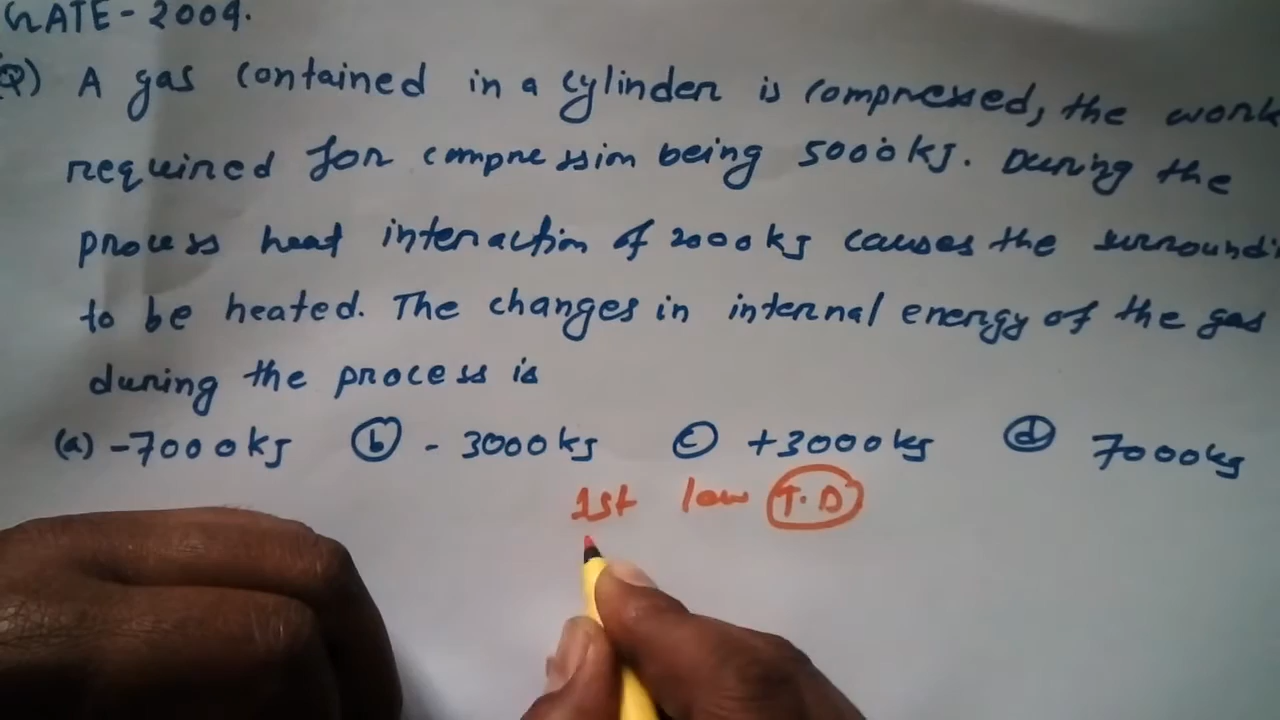 GATE-2004.
Q) A gas contained in a cylinder is compressed, the work
required for compression being 5000kJ. During the
process heat interaction of 2000kJ causes the surroundi
to be heated. The changes in internal energy of the gas
during the process is
(a) -7000kJ (b) - 3000kJ (c) +3000kJ (d) 7000kJ
1st law T.D